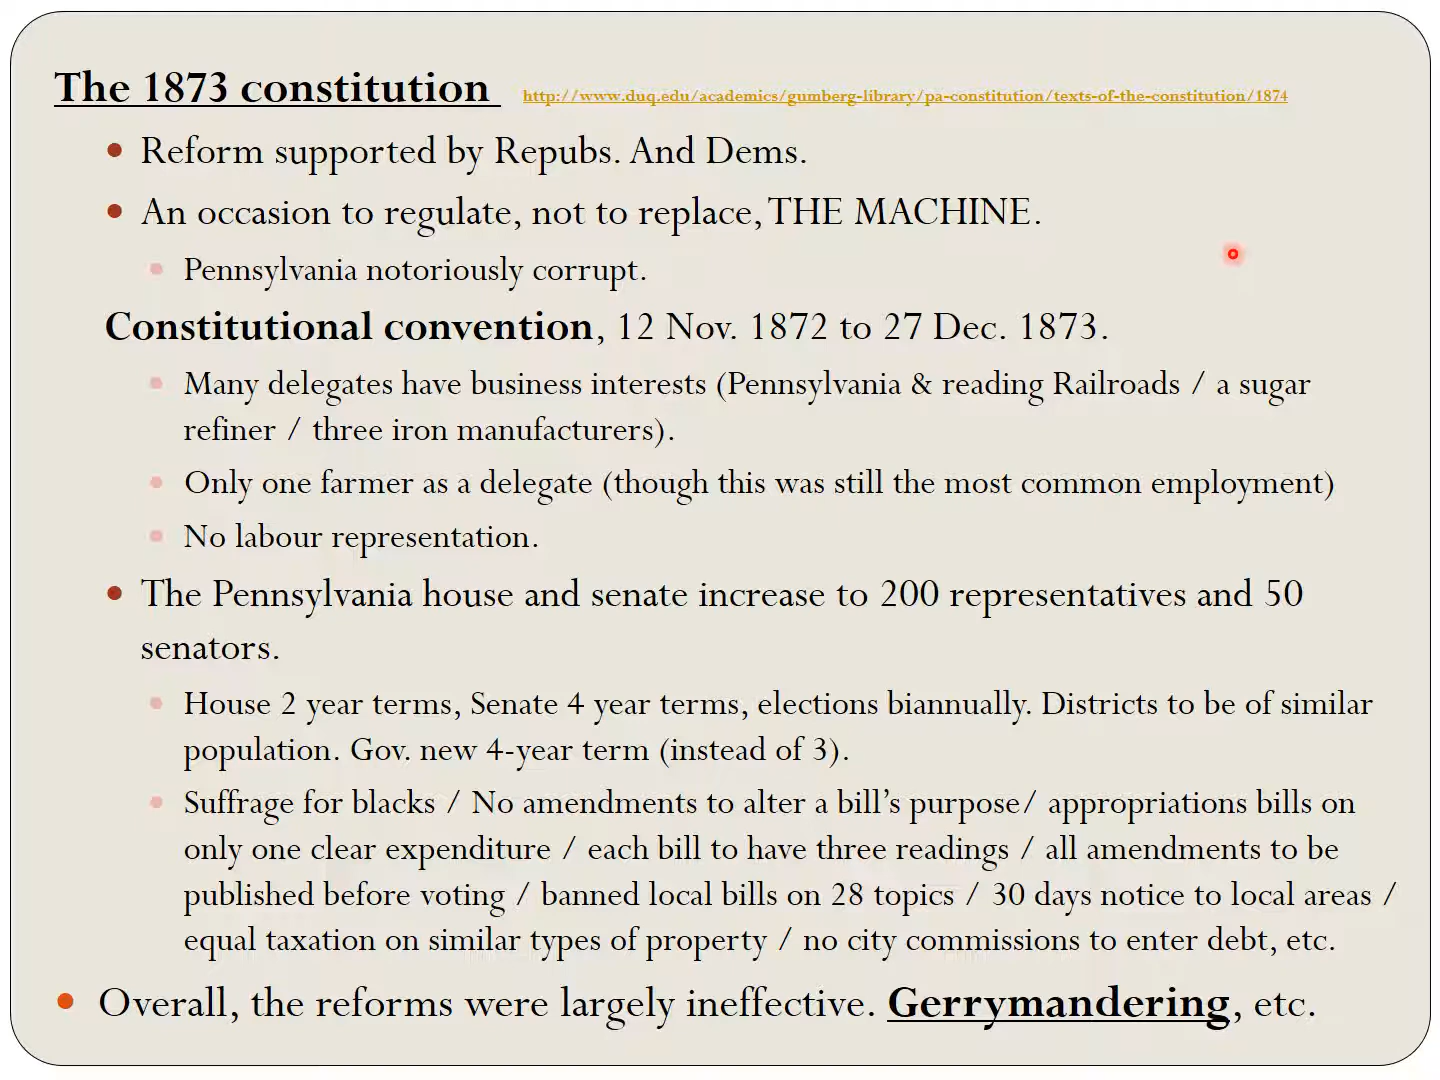 The 1873 constitution http://www.duq.edu/academics/gumberg-library/pa-constitution/texts-of-the-constitution/1874
Reform supported by Repubs. And Dems.
An occasion to regulate, not to replace, THE MACHINE.
Pennsylvania notoriously corrupt.
Constitutional convention, 12 Nov. 1872 to 27 Dec. 1873.
Many delegates have business interests (Pennsylvania & reading Railroads / a sugar
refiner / three iron manufacturers).
Only one farmer as a delegate (though this was still the most common employment)
No labour representation.
The Pennsylvania house and senate increase to 200 representatives and 50
senators.
House 2 year terms, Senate 4 year terms, elections biannually. Districts to be of similar
population. Gov. new 4-year term (instead of 3).
Suffrage for blacks / No amendments to alter a bill's purpose/ appropriations bills on
only one clear expenditure / each bill to have three readings / all amendments to be
published before voting / banned local bills on 28 topics / 30 days notice to local areas /
equal taxation on similar types of property / no city commissions to enter debt, etc.
Overall, the reforms were largely ineffective. Gerrymandering, etc.